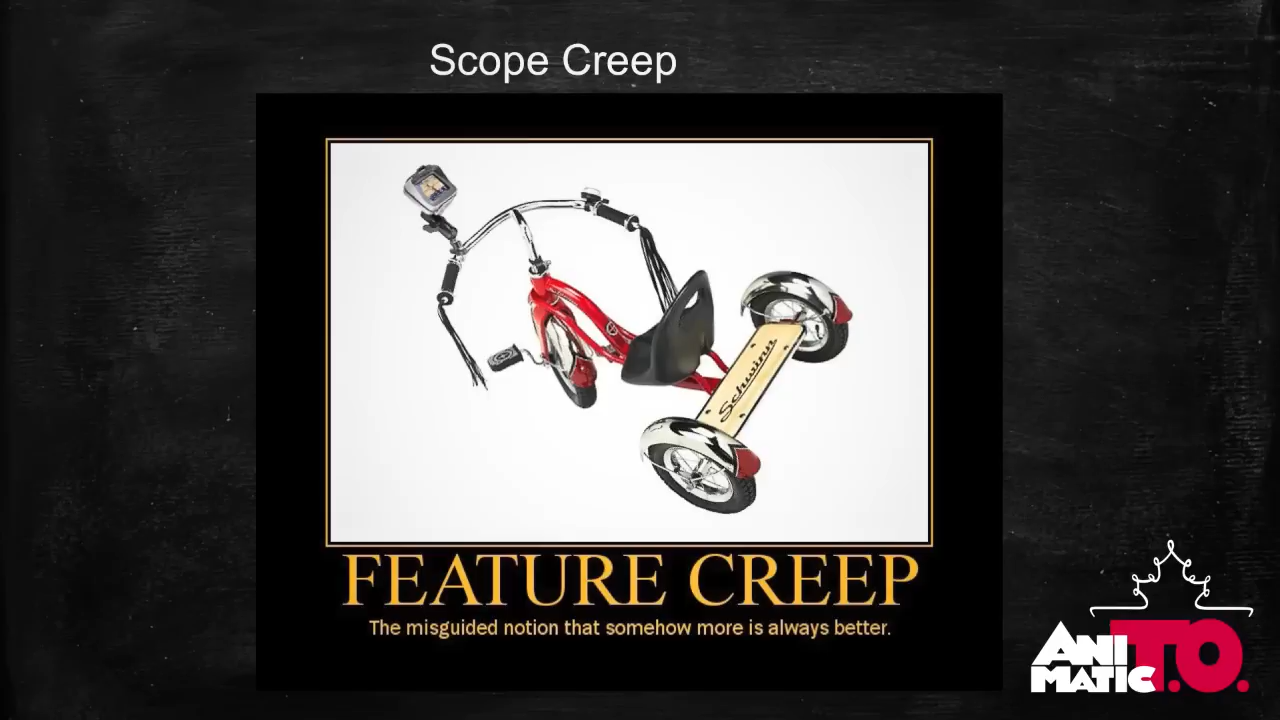 Scope Creep
Schwinn
FEATURE CREEP
The misguided notion that somehow more is always better.
ANI T.O.
MATIC